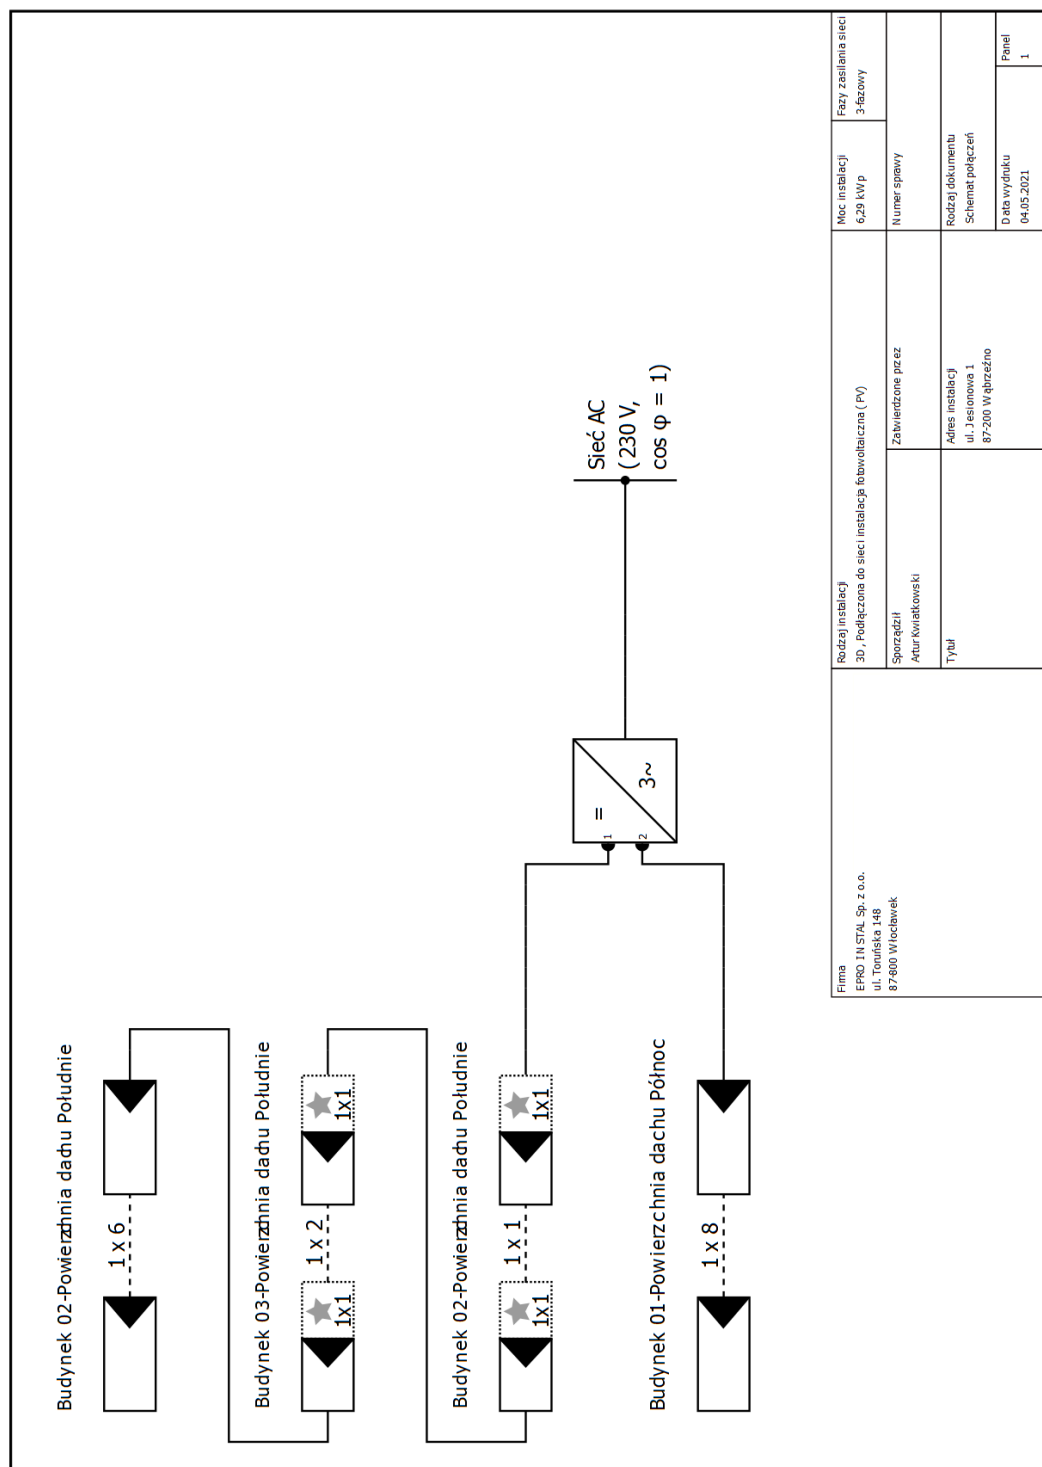 Budynek 02-Powierzchnia dachu Południe
1 x 6
Budynek 03-Powierzchnia dachu Południe
1x1
1 x 2
1x1
Budynek 02-Powierzchnia dachu Południe
1x1
1 x 1
1x1
Budynek 01-Powierzchnia dachu Północ
1 x 8
=
3~
1
2
Sieć AC
(230 V,
cos φ = 1)
Firma
EPRO INSTAL Sp. z o.o.
ul. Toruńska 148
87-800 Włocławek
Rodzaj instalacji
3D, Podłączona do sieci instalacja fotowoltaiczna (PV)
Moc instalacji
6,29 kWp
Fazy zasilania sieci
3-fazowy
Sporządził
Artur Kwiatkowski
Zatwierdzone przez
Numer sprawy
Tytuł
Adres instalacji
ul. Jesionowa 1
87-200 Wąbrzeźno
Rodzaj dokumentu
Schemat połączeń
Data wydruku
04.05.2021
Panel
1